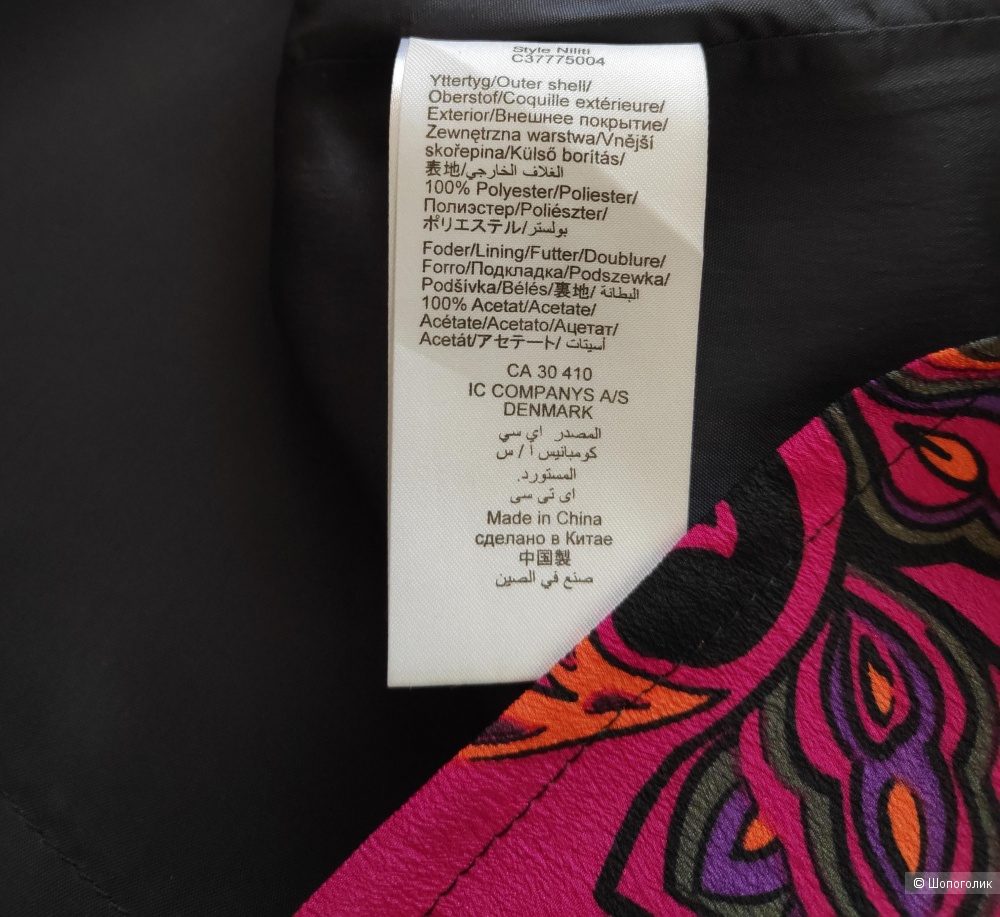 Style Niliti
C37775004
Yttertyg/Outer shell/
Oberstof/Coquille extérieure/
Exterior/Внешнее покрытие/
Zewnętrzna warstwa/Vnější
skořepina/Külső borítás/
表地/الغلاف الخارجي
100% Polyester/Poliester/
Полиэстер/Poliészter/
ポリエステル/بولستر
Foder/Lining/Futter/Doublure/
Forro/Подкладка/Podszewka/
Podšívka/Bélés/裏地/ البطانة
100% Acetat/Acetate/
Acétate/Acetato/Ацетат/
Acetát/アセテート/ أسيتات
CA 30 410
IC COMPANYS A/S
DENMARK
المصدر اي سي
كومبانيس أ / س
المستورد.
اى تى سى
Made in China
сделано в Китае
中国製
صنع في الصين
© Шопоголик